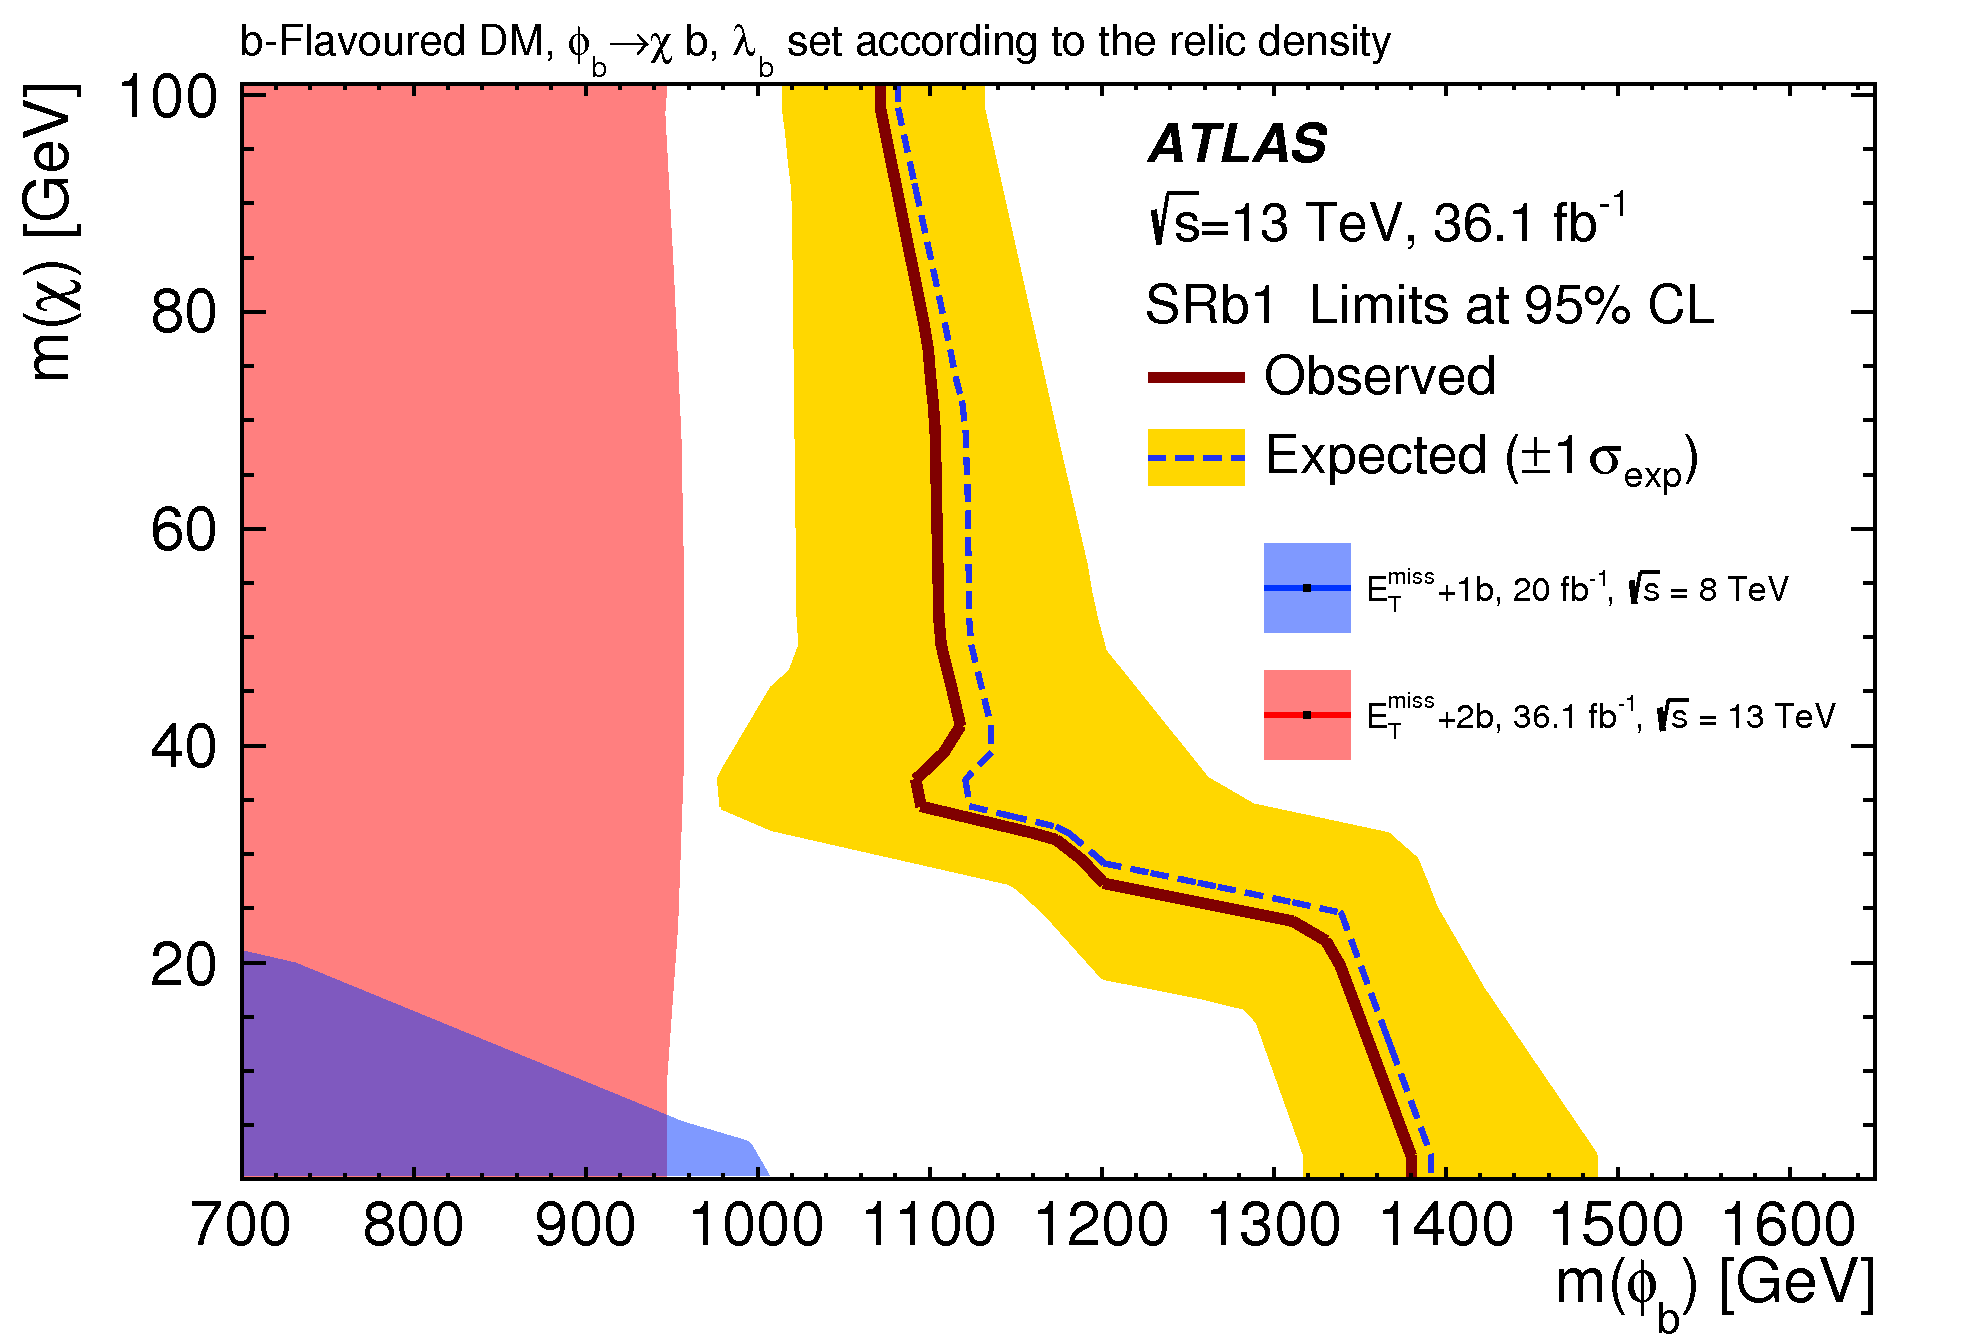 b-Flavoured DM, ϕb→χ b, λb set according to the relic density
m(χ) [GeV]
100
80
60
40
20
ATLAS
√s=13 TeV, 36.1 fb-1
SRb1 Limits at 95% CL
Observed
Expected (±1 σexp)
ETmiss+1b, 20 fb-1, √s = 8 TeV
ETmiss+2b, 36.1 fb-1, √s = 13 TeV
700 800 900 1000 1100 1200 1300 1400 1500 1600
m(ϕb) [GeV]